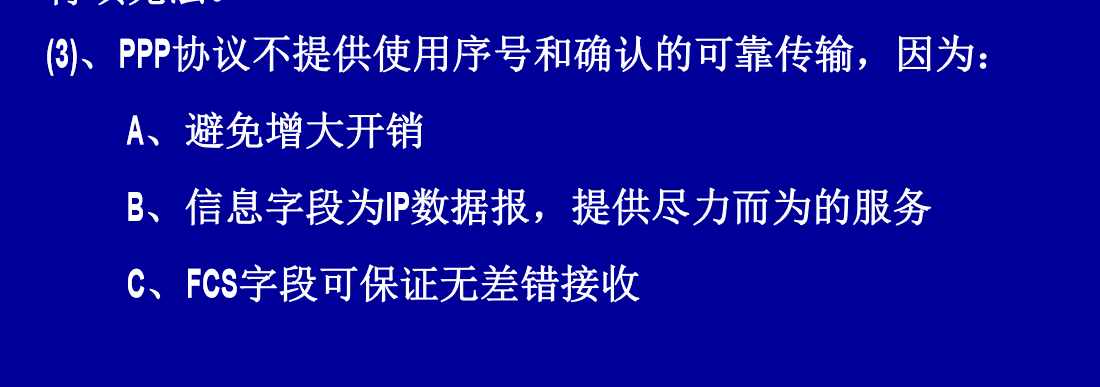 (3)、PPP协议不提供使用序号和确认的可靠传输，因为：
A、避免增大开销
B、信息字段为IP数据报，提供尽力而为的服务
C、FCS字段可保证无差错接收